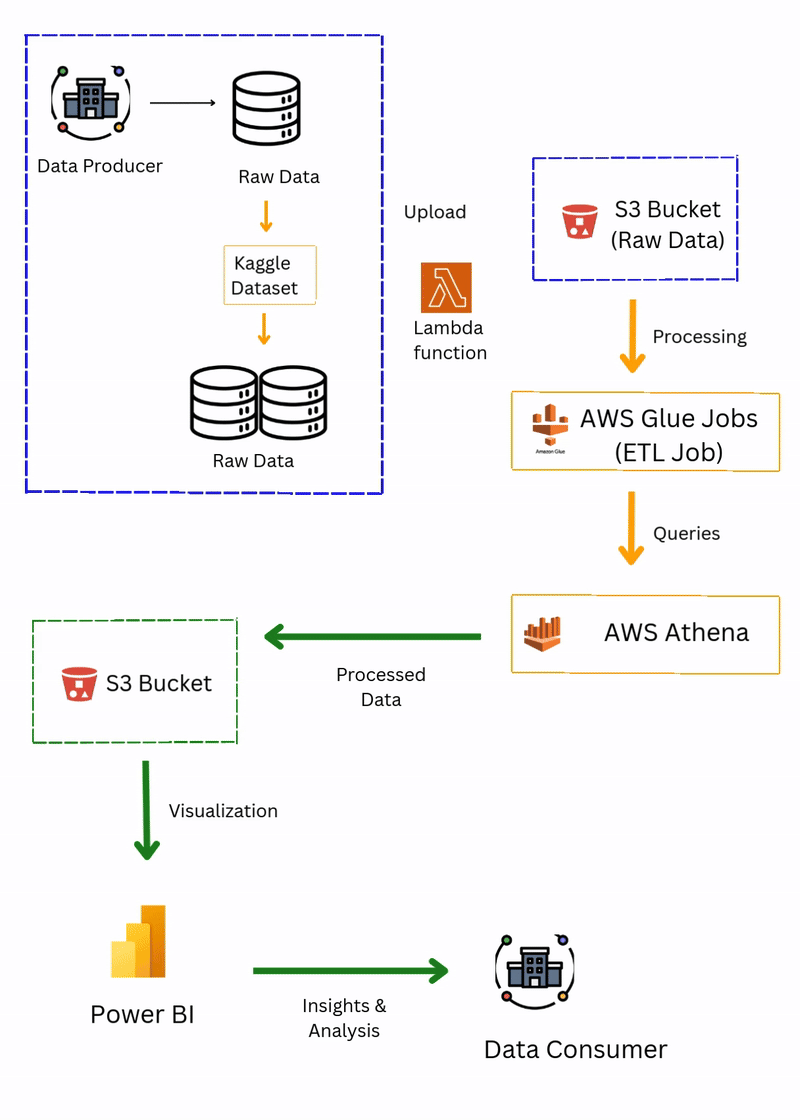 Data Producer
Raw Data
Kaggle
Dataset
Raw Data
Upload
Lambda
function
S3 Bucket
(Raw Data)
Processing
AWS Glue Jobs
(ETL Job)
Amazon Glue
Queries
AWS Athena
Processed
Data
S3 Bucket
Visualization
Power BI
Insights &
Analysis
Data Consumer